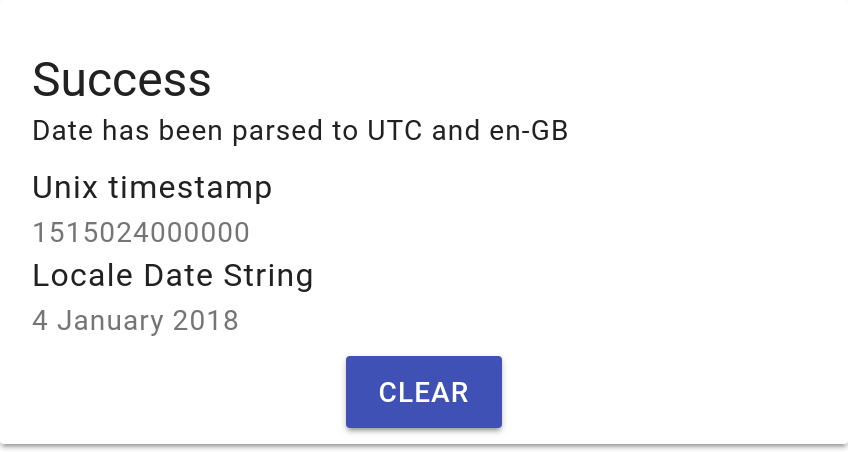 Success
Date has been parsed to UTC and en-GB
Unix timestamp
1515024000000
Locale Date String
4 January 2018
CLEAR